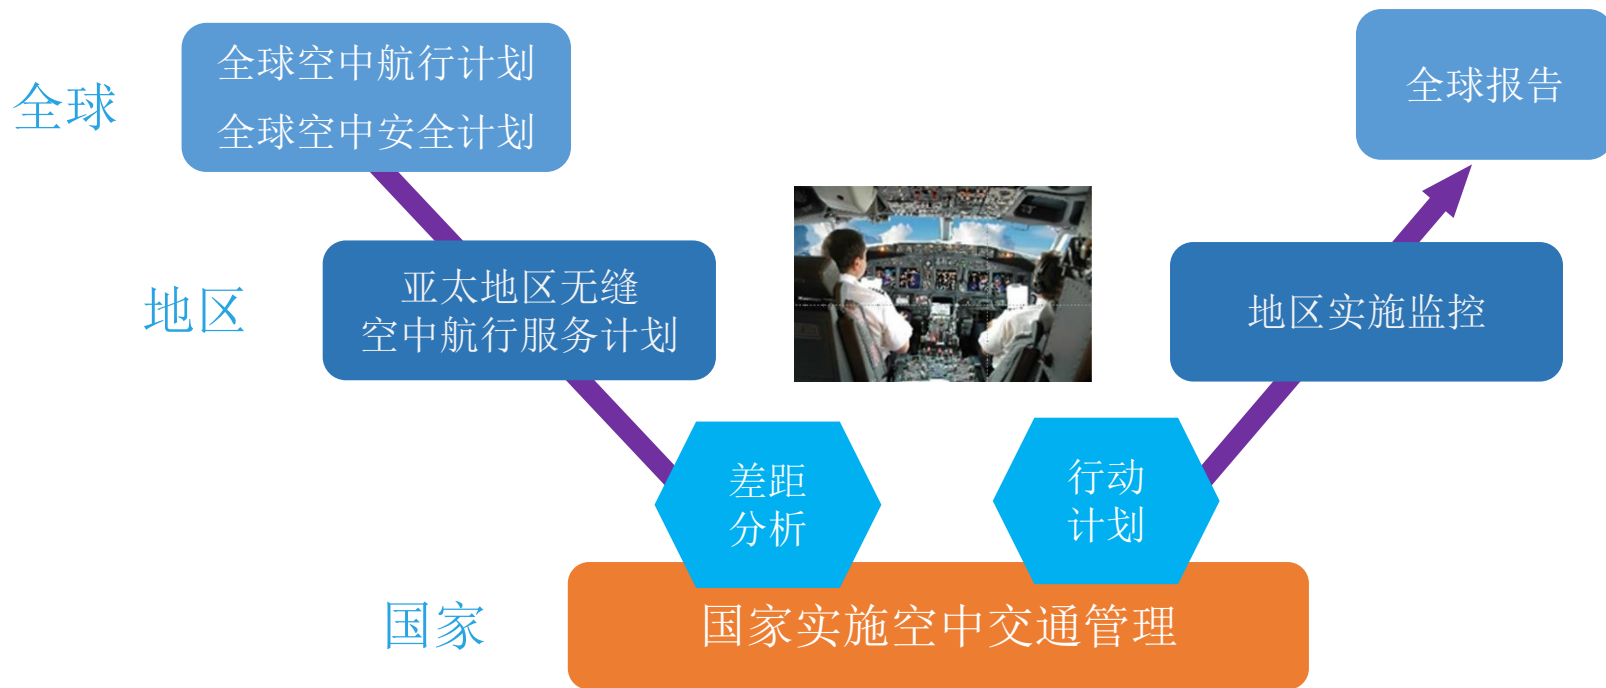 全球
全球空中航行计划
全球空中安全计划
全球报告
地区
亚太地区无缝
空中航行服务计划
地区实施监控
差距
分析
行动
计划
国家
国家实施空中交通管理